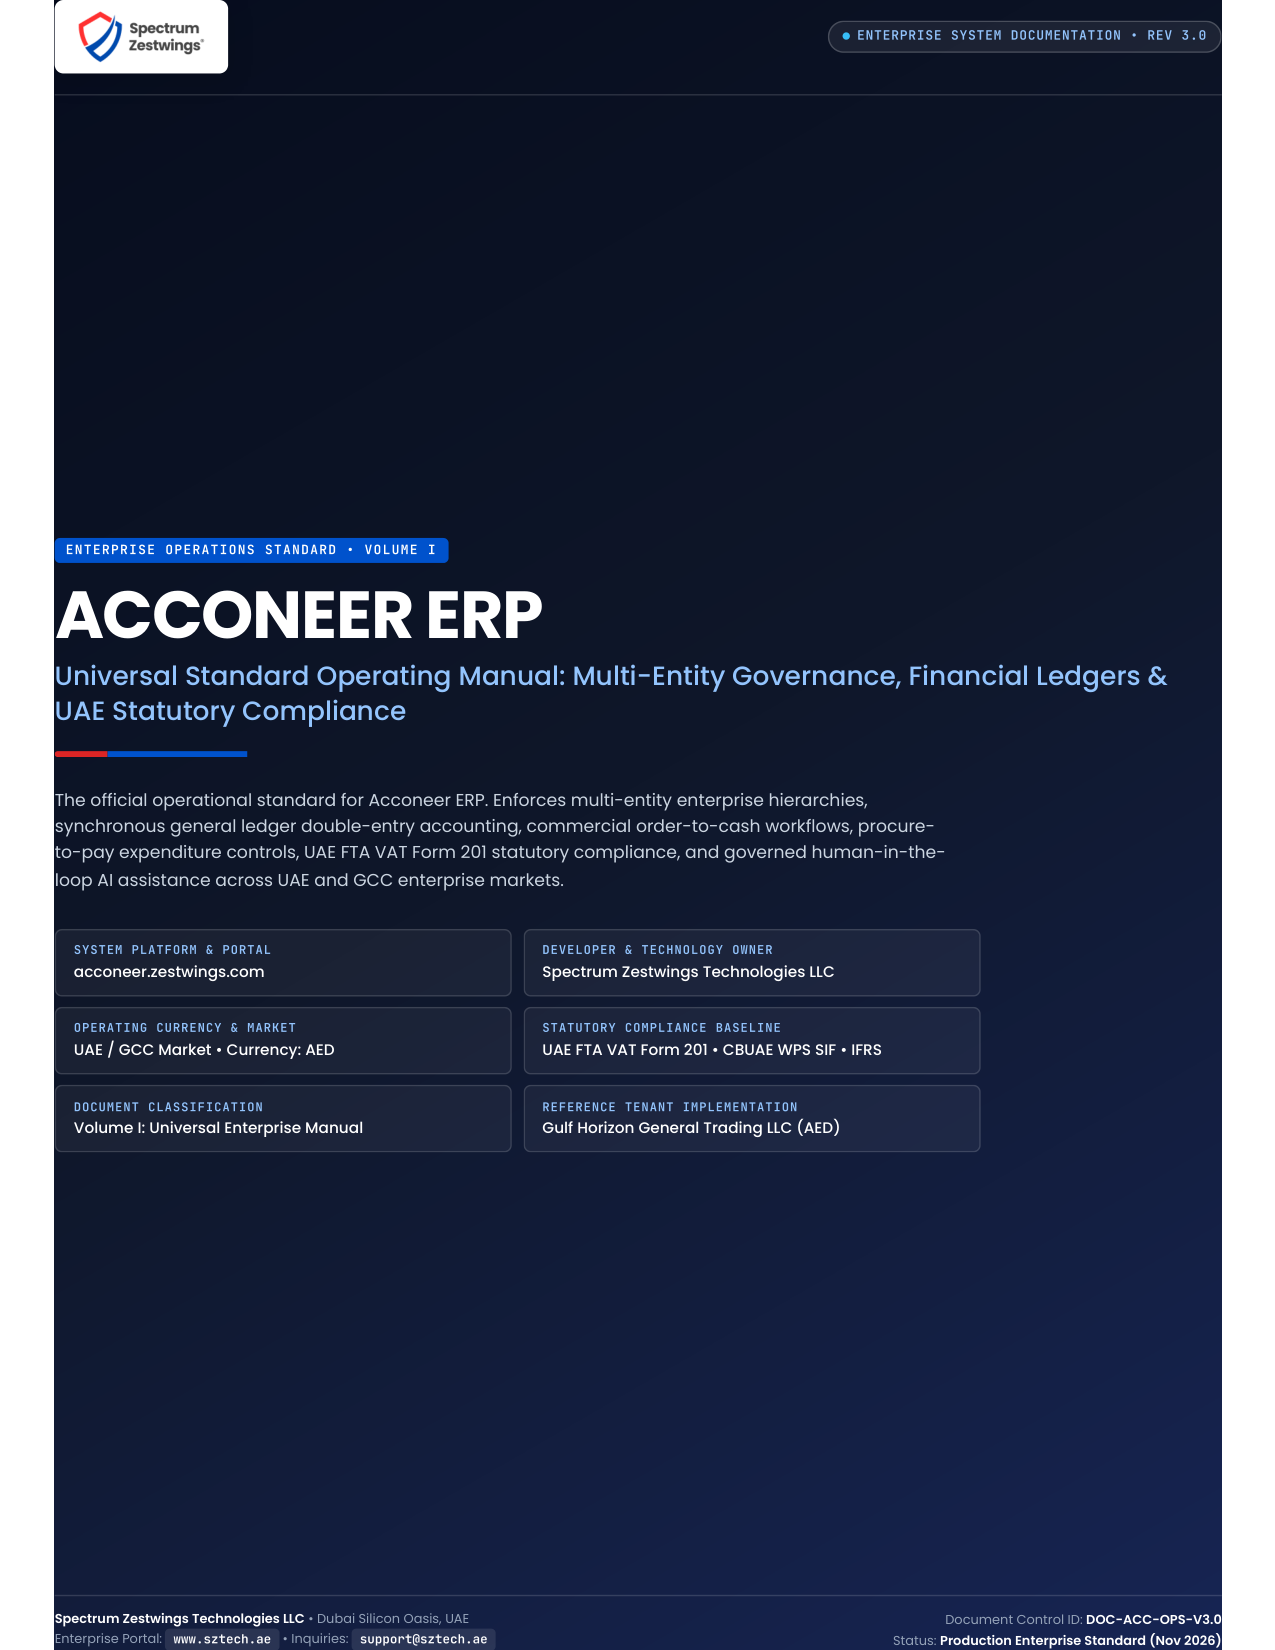 Spectrum
Zestwings®
● ENTERPRISE SYSTEM DOCUMENTATION • REV 3.0
ENTERPRISE OPERATIONS STANDARD • VOLUME I
ACCONEER ERP
Universal Standard Operating Manual: Multi-Entity Governance, Financial Ledgers &
UAE Statutory Compliance
The official operational standard for Acconeer ERP. Enforces multi-entity enterprise hierarchies,
synchronous general ledger double-entry accounting, commercial order-to-cash workflows, procure-
to-pay expenditure controls, UAE FTA VAT Form 201 statutory compliance, and governed human-in-the-
loop AI assistance across UAE and GCC enterprise markets.
SYSTEM PLATFORM & PORTAL
acconeer.zestwings.com
DEVELOPER & TECHNOLOGY OWNER
Spectrum Zestwings Technologies LLC
OPERATING CURRENCY & MARKET
UAE / GCC Market • Currency: AED
STATUTORY COMPLIANCE BASELINE
UAE FTA VAT Form 201 • CBUAE WPS SIF • IFRS
DOCUMENT CLASSIFICATION
Volume I: Universal Enterprise Manual
REFERENCE TENANT IMPLEMENTATION
Gulf Horizon General Trading LLC (AED)
Spectrum Zestwings Technologies LLC • Dubai Silicon Oasis, UAE
Enterprise Portal: www.sztech.ae • Inquiries: support@sztech.ae
Document Control ID: DOC-ACC-OPS-V3.0
Status: Production Enterprise Standard (Nov 2026)